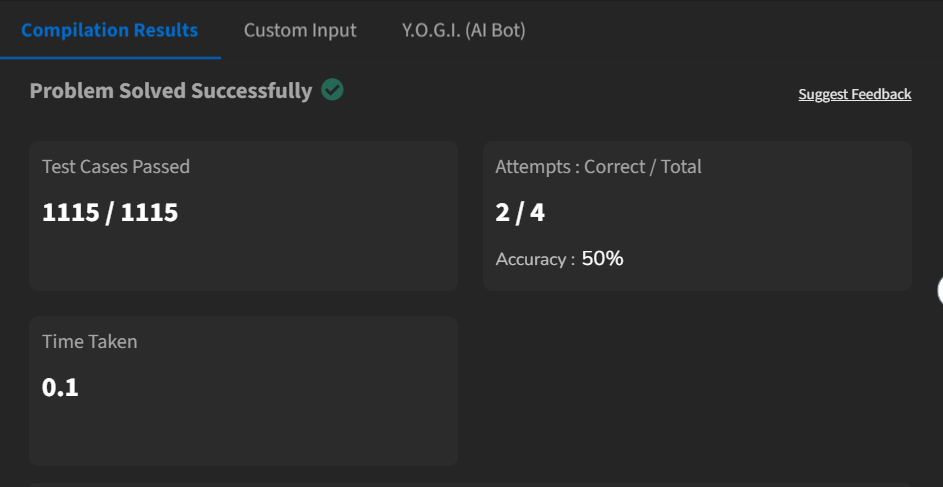 Compilation Results Custom Input Y.O.G.I. (AI Bot)
Problem Solved Successfully
Suggest Feedback
Test Cases Passed
1115 / 1115
Attempts : Correct / Total
2 / 4
Accuracy : 50%
Time Taken
0.1